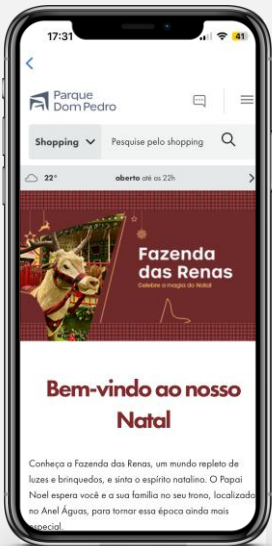 17:31
41
Parque
Dom Pedro
Shopping
Pesquise pelo shopping
22° aberto até as 22h
Fazenda
das Renas
Celebre a magia do Natal
Bem-vindo ao nosso
Natal
Conheça a Fazenda das Renas, um mundo repleto de
luzes e brinquedos, e sinta o espírito natalino. O Papai
Noel espera você e a sua família no seu trono, localizado
no Anel Águas, para tornar essa época ainda mais
especial.